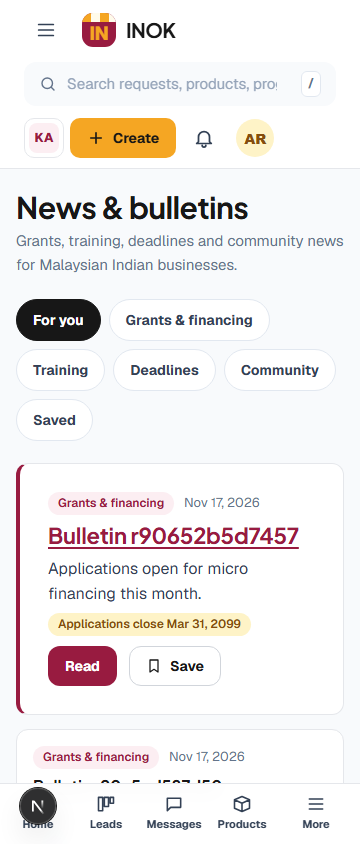 IN INOK
Search requests, products, pro
/
KA
Create
AR
News & bulletins
Grants, training, deadlines and community news
for Malaysian Indian businesses.
For you
Grants & financing
Training
Deadlines
Community
Saved
Grants & financing
Nov 17, 2026
Bulletin r90652b5d7457
Applications open for micro
financing this month.
Applications close Mar 31, 2099
Read
Save
Grants & financing
Nov 17, 2026
N
Home
Leads
Messages
Products
More